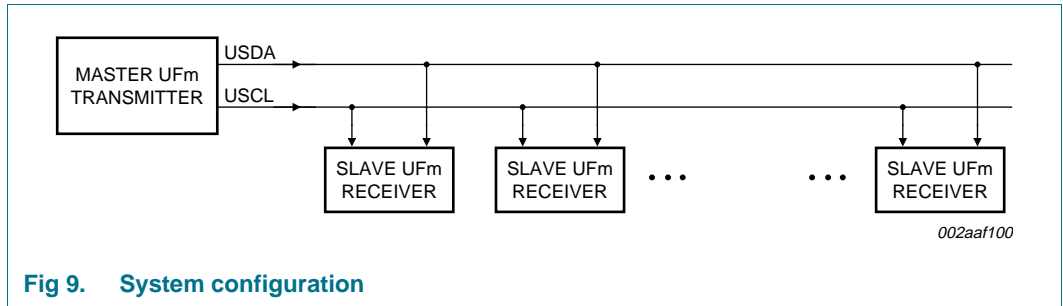 USDA
MASTER UFm
TRANSMITTER
USCL
SLAVE UFm
RECEIVER
SLAVE UFm
RECEIVER
SLAVE UFm
RECEIVER
002aaf100
Fig 9. System configuration